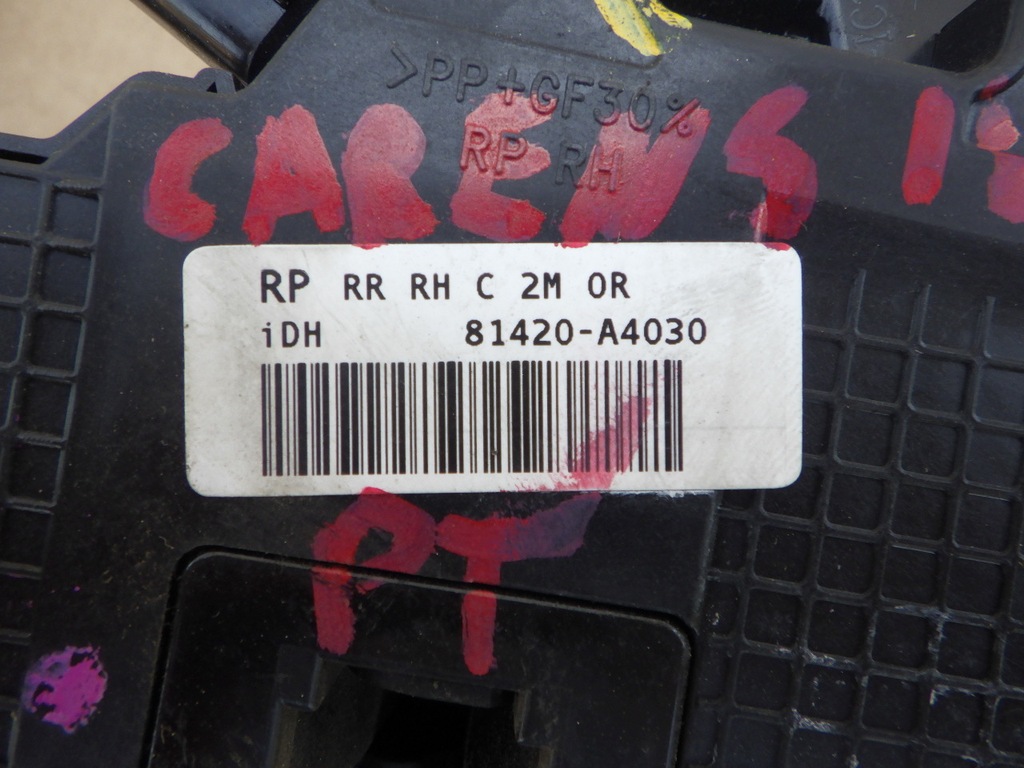 >PP+GF30%
RP RH
CARENS
RP RR RH C 2M OR
iDH 81420-A4030
PT